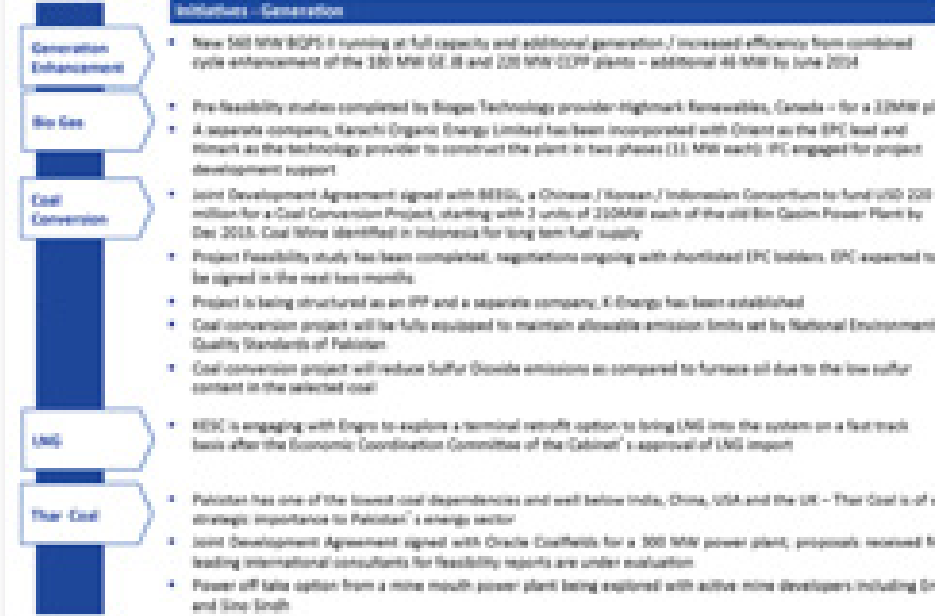 Initiatives - Generation
Generation
Enhancement
New 560 MW BQPS II running at full capacity and additional generation / increased efficiency from combined
cycle enhancement of the 180 MW GE JB and 220 MW CCPP plants – additional 46 MW by June 2014
Bio Gas
Pre-feasibility studies completed by Biogas Technology provider-Highmark Renewables, Canada – for a 22MW pl
A separate company, Karachi Organic Energy Limited has been incorporated with Orient as the EPC lead and
Himark as the technology provider to construct the plant in two phases (11 MW each). IFC engaged for project
development support
Coal
Conversion
Joint Development Agreement signed with BEEGL, a Chinese / Korean / Indonesian Consortium to fund USD 220
million for a Coal Conversion Project, starting with 2 units of 210MW each of the old Bin Qasim Power Plant by
Dec 2015. Coal Mine identified in Indonesia for long tem fuel supply
Project Feasibility study has been completed, negotiations ongoing with shortlisted EPC bidders. EPC expected to
be signed in the next two months.
Project is being structured as an IPP and a separate company, K-Energy has been established
Coal conversion project will be fully equipped to maintain allowable emission limits set by National Environment
Quality Standards of Pakistan
Coal conversion project will reduce Sulfur Dioxide emissions as compared to furnace oil due to the low sulfur
content in the selected coal
LNG
KESC is engaging with Engro to explore a terminal retrofit option to bring LNG into the system on a fast track
basis after the Economic Coordination Committee of the Cabinet's approval of LNG import
Thar Coal
Pakistan has one of the lowest coal dependencies and well below India, China, USA and the UK – Thar Coal is of
strategic importance to Pakistan's energy sector
Joint Development Agreement signed with Oracle Coalfields for a 300 MW power plant; proposals received
leading international consultants for feasibility reports are under evaluation
Power off take option from a mine mouth power plant being explored with active mine developers including
and Sino Sindh